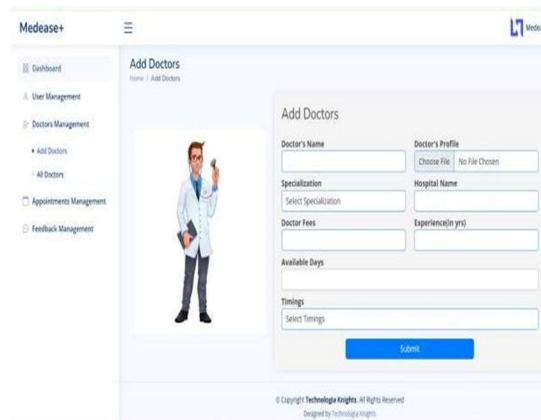 Medease+
Medea
Dashboard
User Management
Doctors Management
Add Doctors
All Doctors
Appointments Management
Feedback Management
Add Doctors
Home / Add Doctors
Add Doctors
Doctor's Name
Doctor's Profile
Choose File No File Chosen
Specialization
Hospital Name
Select Specialization
Doctor Fees
Experience(in yrs)
Available Days
Timings
Select Timings
Submit
© Copyright Technologia Knights. All Rights Reserved
Designed by Technologia Knights